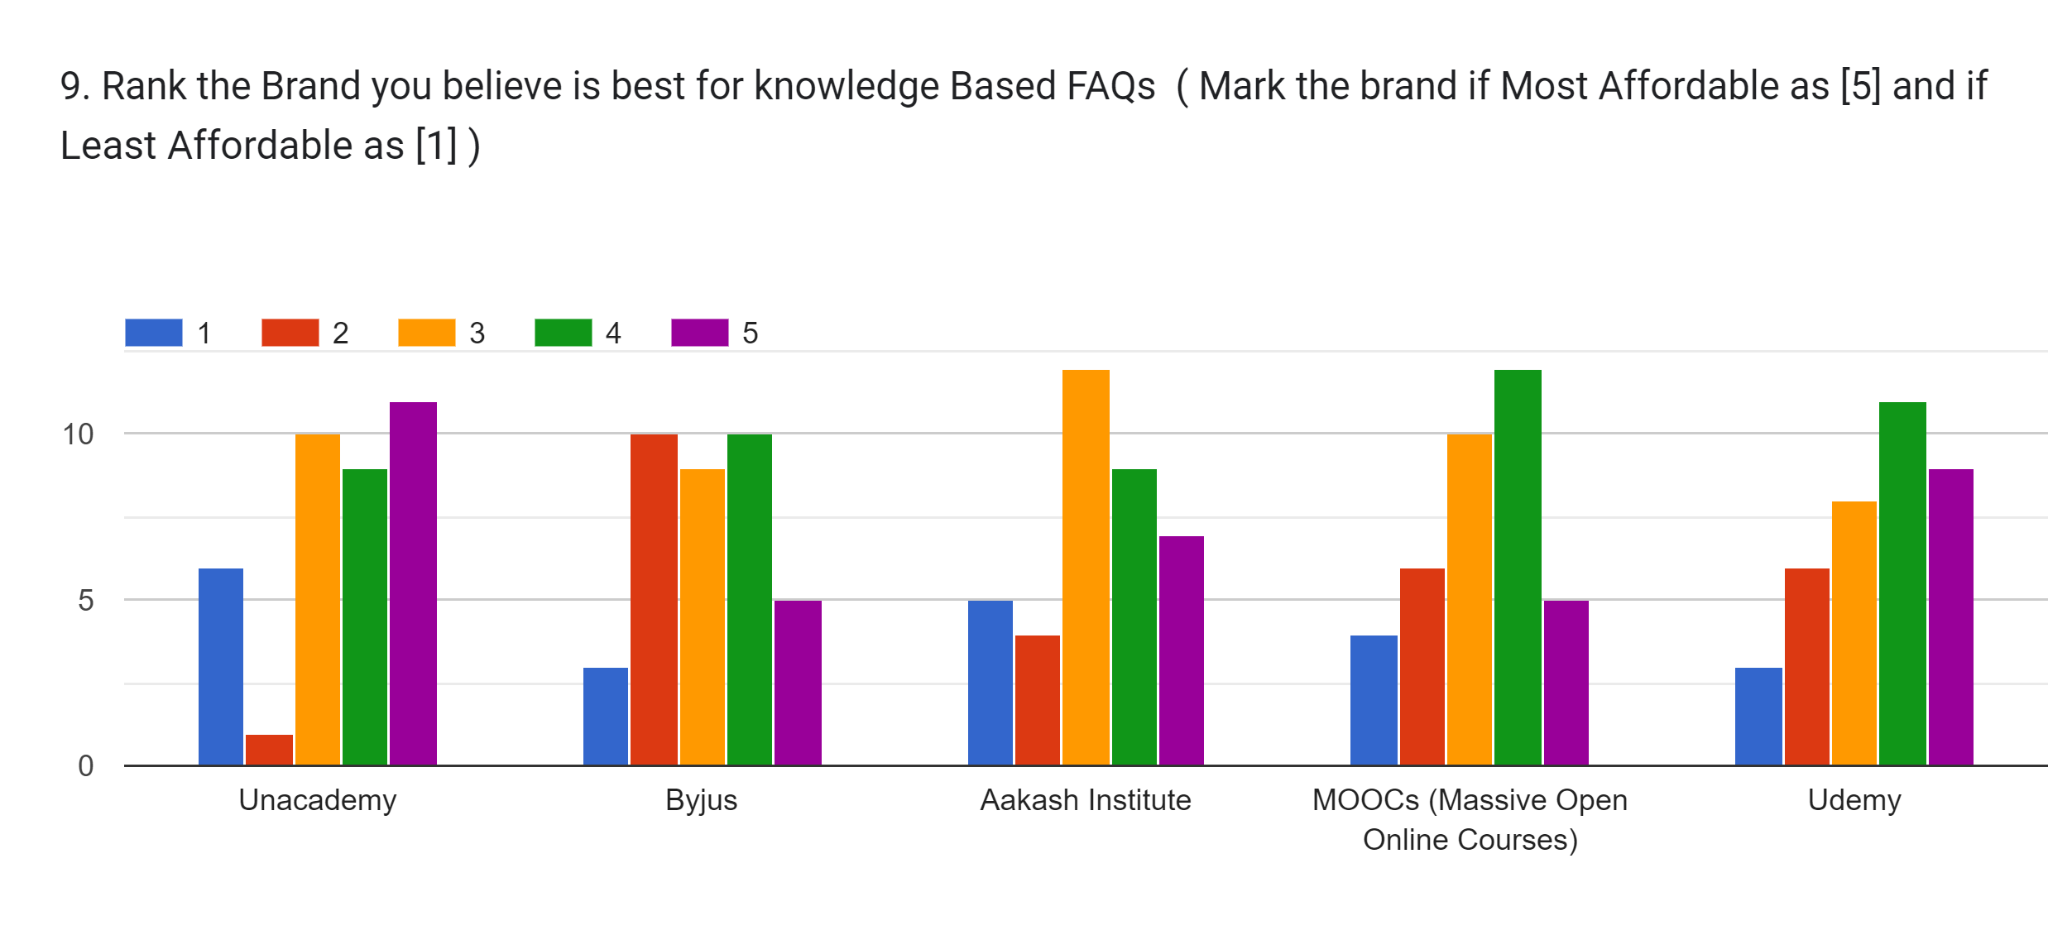 9. Rank the Brand you believe is best for knowledge Based FAQs  ( Mark the brand if Most Affordable as [5] and if
Least Affordable as [1] )
1 2 3 4 5
10
5
0
Unacademy Byjus Aakash Institute MOOCs (Massive Open Udemy
Online Courses)